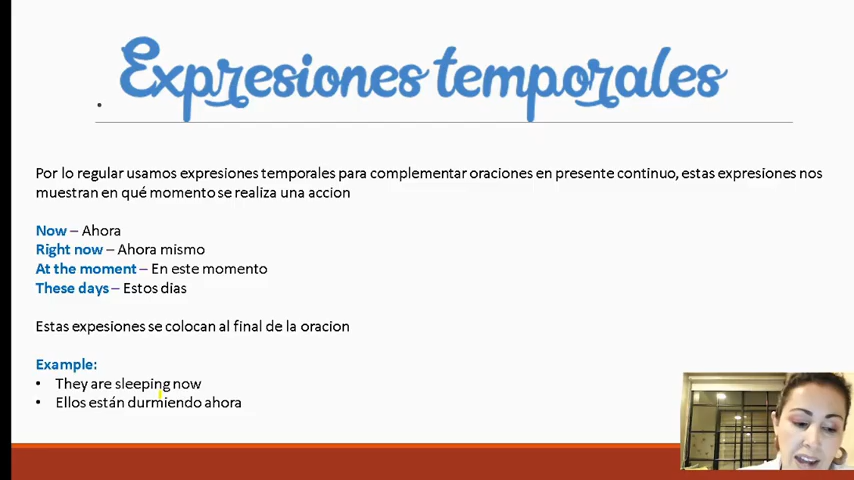 Expresiones temporales
Por lo regular usamos expresiones temporales para complementar oraciones en presente continuo, estas expresiones nos
muestran en qué momento se realiza una accion
Now – Ahora
Right now – Ahora mismo
At the moment – En este momento
These days – Estos dias
Estas expesiones se colocan al final de la oracion
Example:
• They are sleeping now
• Ellos están durmiendo ahora